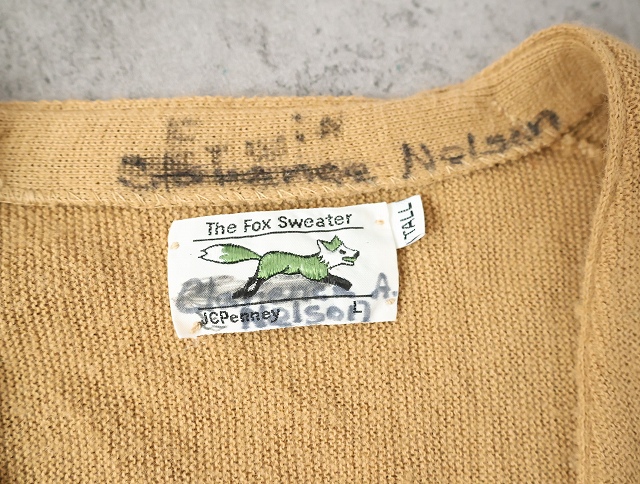 Nelson
The Fox Sweater
TALL
A.
JCPenney L
Nelson